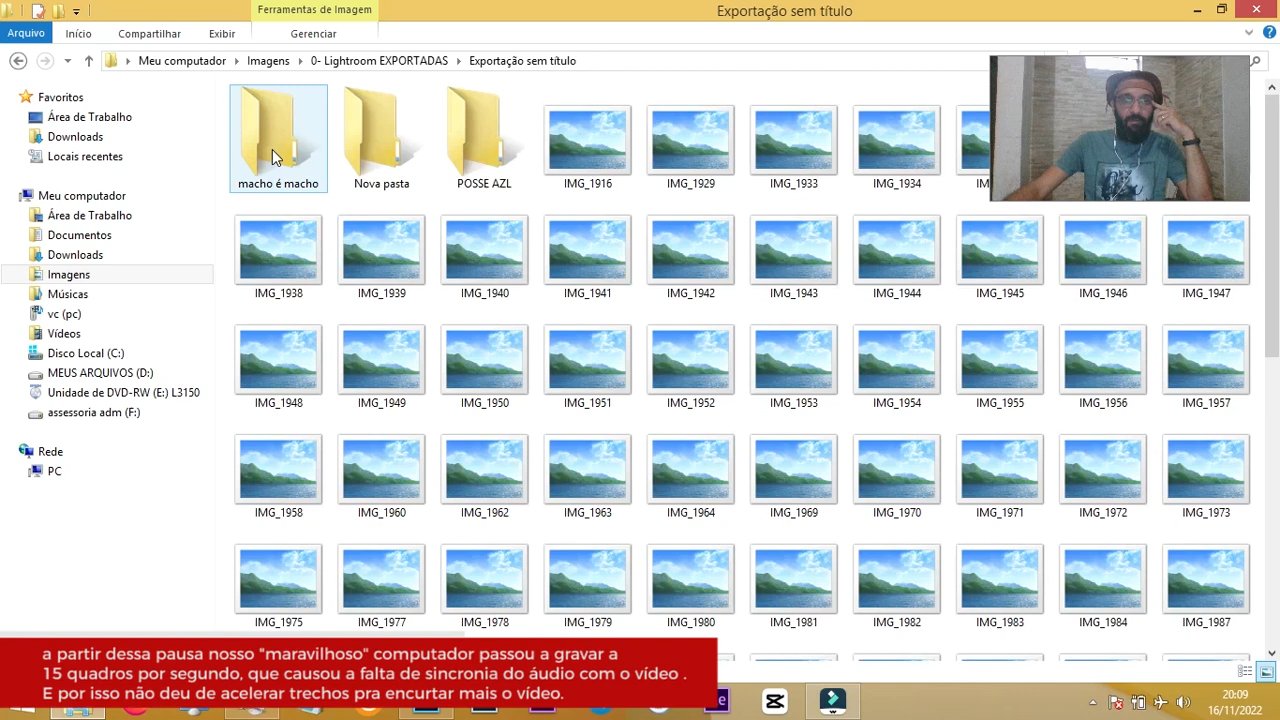 Ferramentas de Imagem
Exportação sem título
Arquivo
Início
Compartilhar
Exibir
Gerenciar
Meu computador
Imagens
0- Lightroom EXPORTADAS
Exportação sem título
Favoritos
Área de Trabalho
Downloads
Locais recentes
Meu computador
Área de Trabalho
Documentos
Downloads
Imagens
Músicas
vc (pc)
Vídeos
Disco Local (C:)
MEUS ARQUIVOS (D:)
Unidade de DVD-RW (E:) L3150
assessoria adm (F:)
Rede
PC
macho é macho
Nova pasta
POSSE AZL
IMG_1916
IMG_1929
IMG_1933
IMG_1934
IMG_1938
IMG_1939
IMG_1940
IMG_1941
IMG_1942
IMG_1943
IMG_1944
IMG_1945
IMG_1946
IMG_1947
IMG_1948
IMG_1949
IMG_1950
IMG_1951
IMG_1952
IMG_1953
IMG_1954
IMG_1955
IMG_1956
IMG_1957
IMG_1958
IMG_1960
IMG_1962
IMG_1963
IMG_1964
IMG_1969
IMG_1970
IMG_1971
IMG_1972
IMG_1973
IMG_1975
IMG_1977
IMG_1978
IMG_1979
IMG_1980
IMG_1981
IMG_1982
IMG_1983
IMG_1984
IMG_1987
a partir dessa pausa nosso "maravilhoso" computador passou a gravar a
15 quadros por segundo, que causou a falta de sincronia do áudio com o vídeo .
E por isso não deu de acelerar trechos pra encurtar mais o vídeo.
20:09
16/11/2022